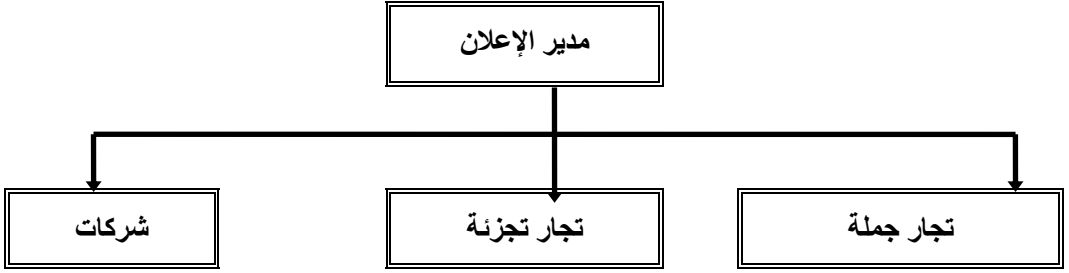 مدير الإعلان
تجار جملة
تجار تجزئة
شركات